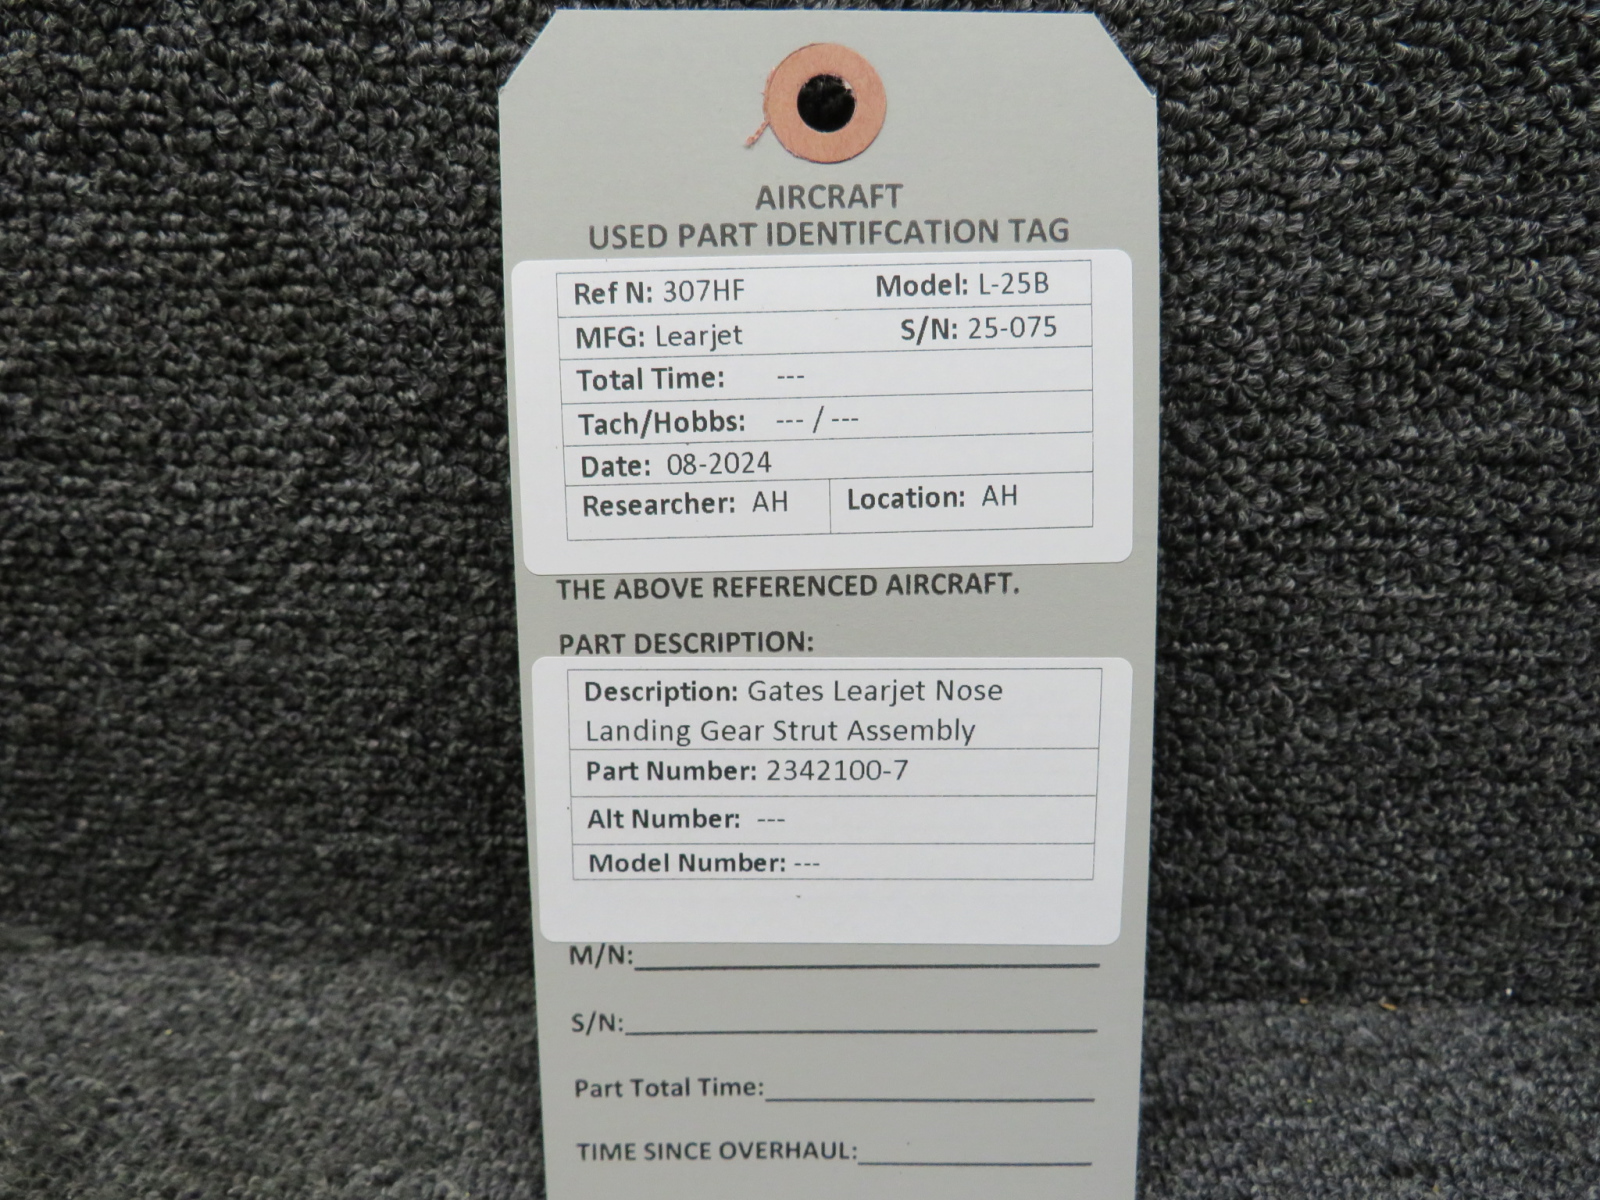 AIRCRAFT
USED PART IDENTIFCATION TAG
Ref N: 307HF Model: L-25B
MFG: Learjet S/N: 25-075
Total Time: ---
Tach/Hobbs: --- / ---
Date: 08-2024
Researcher: AH Location: AH
THE ABOVE REFERENCED AIRCRAFT.
PART DESCRIPTION:
Description: Gates Learjet Nose
Landing Gear Strut Assembly
Part Number: 2342100-7
Alt Number: ---
Model Number: ---
M/N:
S/N:
Part Total Time:
TIME SINCE OVERHAUL: